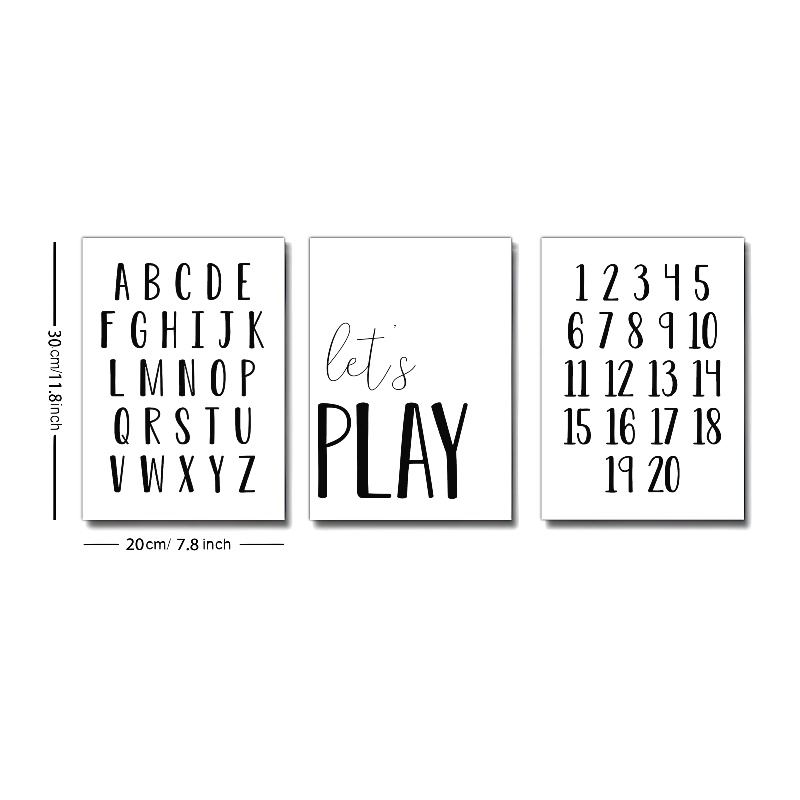 A B C D E
F G H I J K
L M N O P
Q R S T U
V W X Y Z
let's
PLAY
1 2 3 4 5
6 7 8 9 10
11 12 13 14
15 16 17 18
19 20
30cm/11.8inch
20cm/ 7.8 inch